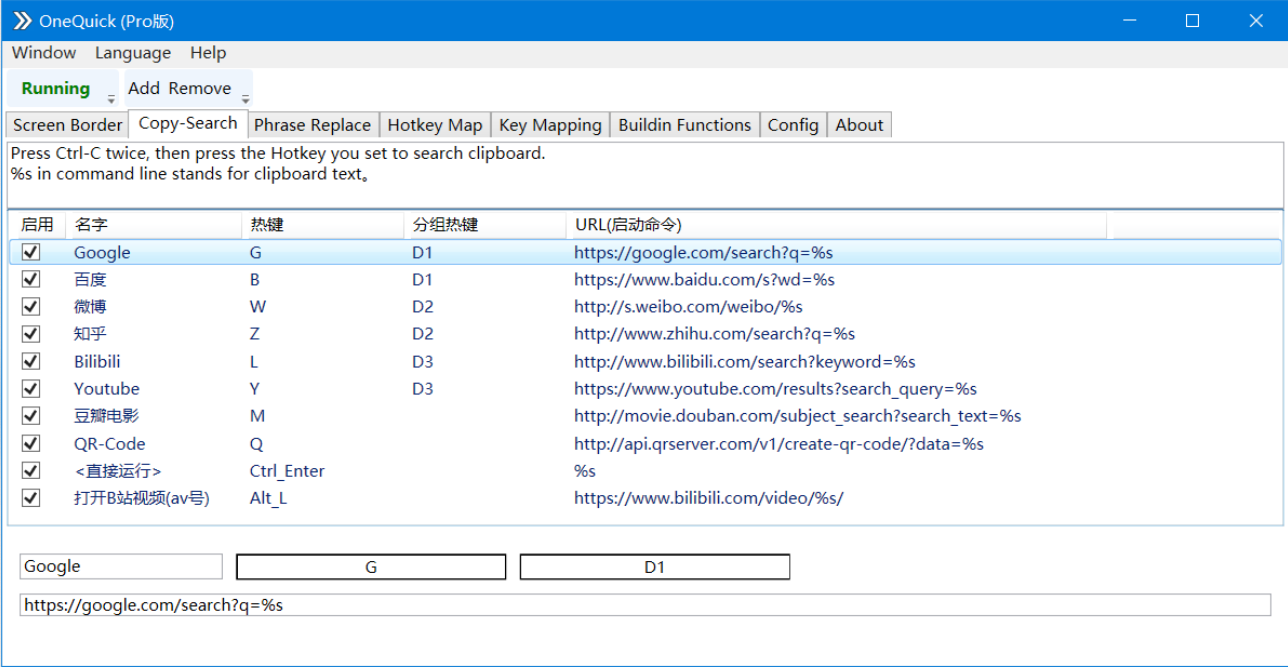 OneQuick (Pro版)
Window Language Help
Running Add Remove
Screen Border Copy-Search Phrase Replace Hotkey Map Key Mapping Buildin Functions Config About
Press Ctrl-C twice, then press the Hotkey you set to search clipboard.
%s in command line stands for clipboard text。
启用 名字 热键 分组热键 URL(启动命令)
Google G D1 https://google.com/search?q=%s
百度 B D1 https://www.baidu.com/s?wd=%s
微博 W D2 http://s.weibo.com/weibo/%s
知乎 Z D2 http://www.zhihu.com/search?q=%s
Bilibili L D3 http://www.bilibili.com/search?keyword=%s
Youtube Y D3 https://www.youtube.com/results?search_query=%s
豆瓣电影 M http://movie.douban.com/subject_search?search_text=%s
QR-Code Q http://api.qrserver.com/v1/create-qr-code/?data=%s
<直接运行> Ctrl_Enter %s
打开B站视频(av号) Alt_L https://www.bilibili.com/video/%s/
Google G D1
https://google.com/search?q=%s